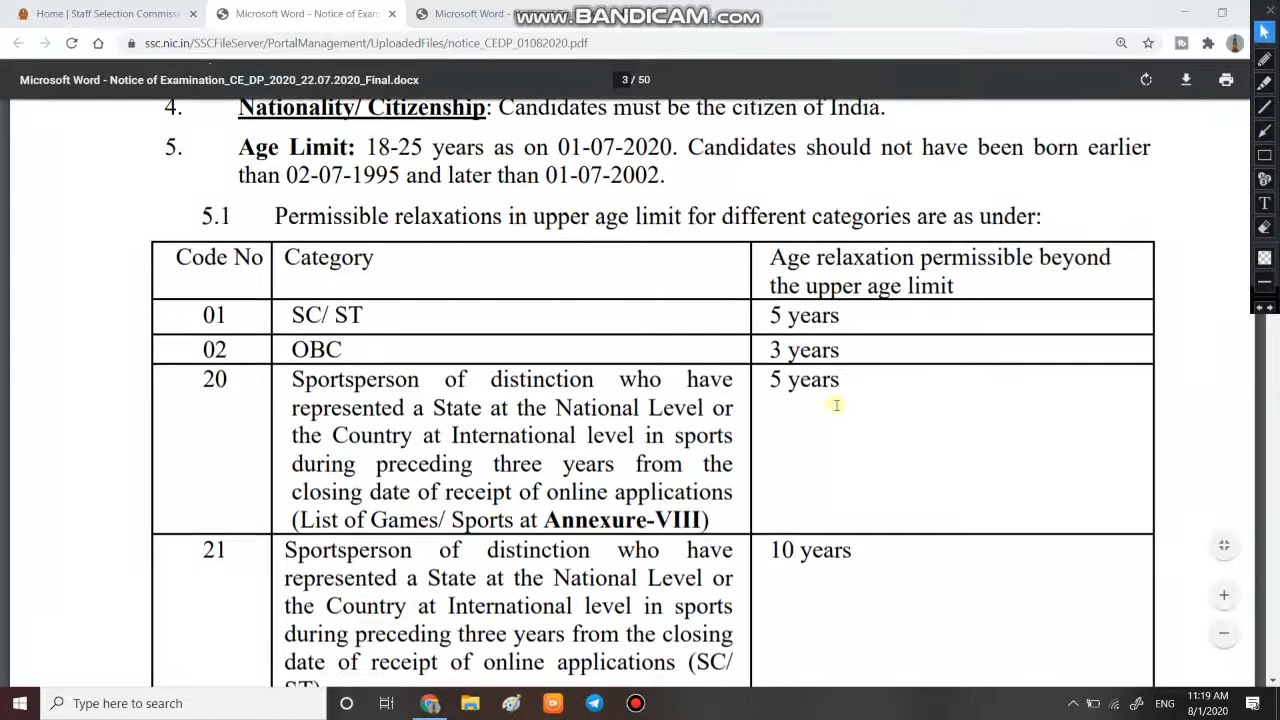 Home | Staff Selection Commiss
Microsoft Word - Notice of Exam
Microsoft Word - N
www.BANDICAM.com
ssc.nic.in/SSCFileServer/PortalManagement/UploadedFiles/notice_CEDP_01082020.pdf
Microsoft Word - Notice of Examination_CE_DP_2020_22.07.2020_Final.docx
3 / 50
4. Nationality/ Citizenship: Candidates must be the citizen of India.
5. Age Limit: 18-25 years as on 01-07-2020. Candidates should not have been born earlier
than 02-07-1995 and later than 01-07-2002.
5.1 Permissible relaxations in upper age limit for different categories are as under:
Code No Category Age relaxation permissible beyond
the upper age limit
01 SC/ ST 5 years
02 OBC 3 years
20 Sportsperson of distinction who have 5 years
represented a State at the National Level or
the Country at International level in sports
during preceding three years from the
closing date of receipt of online applications
(List of Games/ Sports at Annexure-VIII)
21 Sportsperson of distinction who have 10 years
represented a State at the National Level or
the Country at International level in sports
during preceding three years from the closing
date of receipt of online applications (SC/
ST)
Type here to search
ENG
11:19 AM
8/1/2020